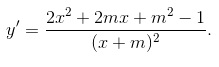 y' = \frac{2x^2 + 2mx + m^2 - 1}{(x + m)^2}.